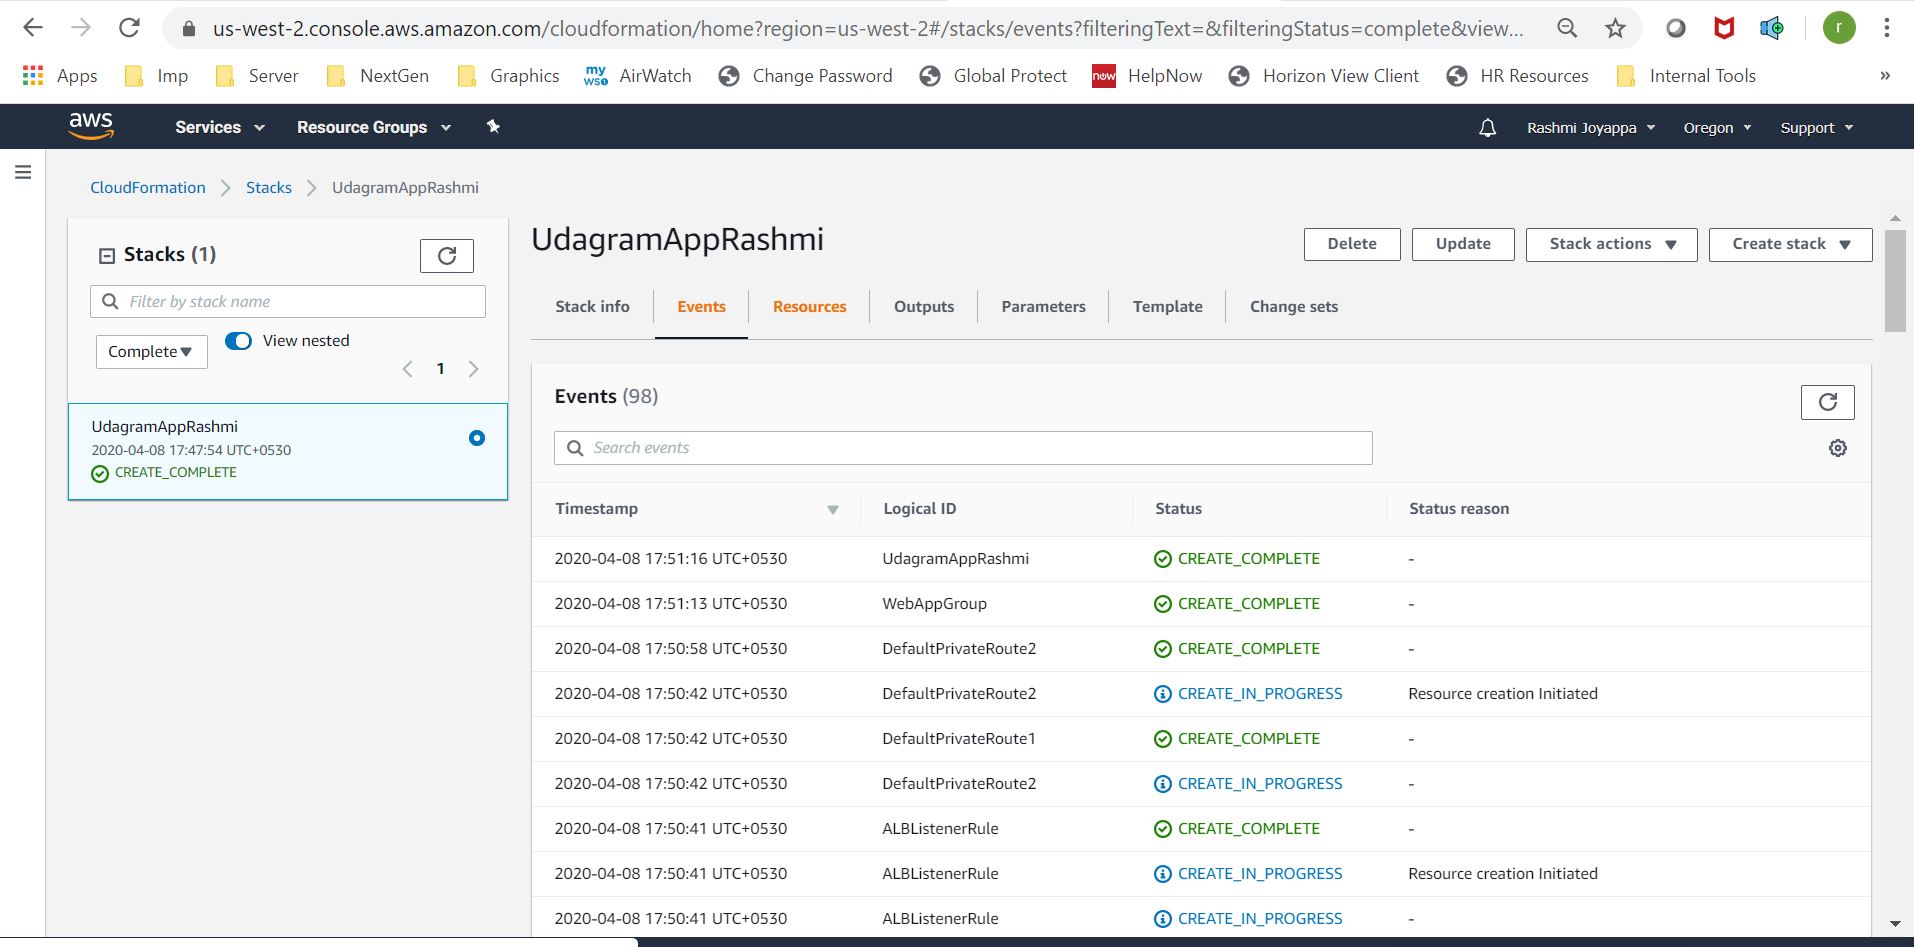 us-west-2.console.aws.amazon.com/cloudformation/home?region=us-west-2#/stacks/events?filteringText=&filteringStatus=complete&view...
r
Apps Imp Server NextGen Graphics my WS1 AirWatch Change Password Global Protect now HelpNow Horizon View Client HR Resources Internal Tools »
aws Services Resource Groups Rashmi Joyappa Oregon Support
CloudFormation Stacks UdagramAppRashmi
Stacks (1)
Filter by stack name
Complete View nested
1
UdagramAppRashmi
2020-04-08 17:47:54 UTC+0530
CREATE_COMPLETE
UdagramAppRashmi
Delete Update Stack actions Create stack
Stack info Events Resources Outputs Parameters Template Change sets
Events (98)
Search events
Timestamp Logical ID Status Status reason
2020-04-08 17:51:16 UTC+0530 UdagramAppRashmi CREATE_COMPLETE -
2020-04-08 17:51:13 UTC+0530 WebAppGroup CREATE_COMPLETE -
2020-04-08 17:50:58 UTC+0530 DefaultPrivateRoute2 CREATE_COMPLETE -
2020-04-08 17:50:42 UTC+0530 DefaultPrivateRoute2 CREATE_IN_PROGRESS Resource creation Initiated
2020-04-08 17:50:42 UTC+0530 DefaultPrivateRoute1 CREATE_COMPLETE -
2020-04-08 17:50:42 UTC+0530 DefaultPrivateRoute2 CREATE_IN_PROGRESS -
2020-04-08 17:50:41 UTC+0530 ALBListenerRule CREATE_COMPLETE -
2020-04-08 17:50:41 UTC+0530 ALBListenerRule CREATE_IN_PROGRESS Resource creation Initiated
2020-04-08 17:50:41 UTC+0530 ALBListenerRule CREATE_IN_PROGRESS -